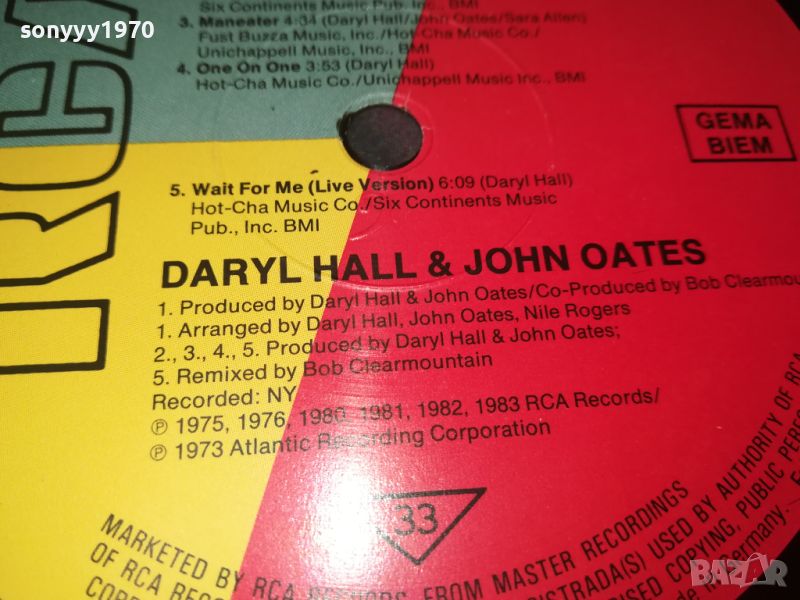 sonyyy1970
RCA
Six Continents Music Pub. Inc., BMI
3. Maneater 4:34 (Daryl Hall/John Oates/Sara Allen)
Fust Buzza Music, Inc./Hot-Cha Music Co./
Unichappell Music, Inc., BMI
4. One On One 3:53 (Daryl Hall)
Hot-Cha Music Co./Unichappell Music Inc., BMI
GEMA
BIEM
5. Wait For Me (Live Version) 6:09 (Daryl Hall)
Hot-Cha Music Co./Six Continents Music
Pub., Inc. BMI
DARYL HALL & JOHN OATES
1. Produced by Daryl Hall & John Oates/Co-Produced by Bob Clearmou
1. Arranged by Daryl Hall, John Oates, Nile Rogers
2., 3., 4., 5. Produced by Daryl Hall & John Oates;
5. Remixed by Bob Clearmountain
Recorded: NY
℗ 1975, 1976, 1980, 1981, 1982, 1983 RCA Records/
℗ 1973 Atlantic Recording Corporation
33
MARKETED BY RCA FROM MASTER RECORDINGS
OF RCA USED BY AUTHORITY OF RCA
COPYING, PUBLIC
Germany.
BAZAR